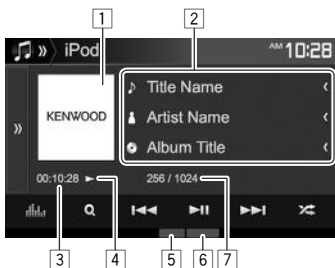 1 2
iPod AM 10:28
KENWOOD
Title Name
Artist Name
Album Title
00:10:28 256 / 1024
3 4 5 6 7